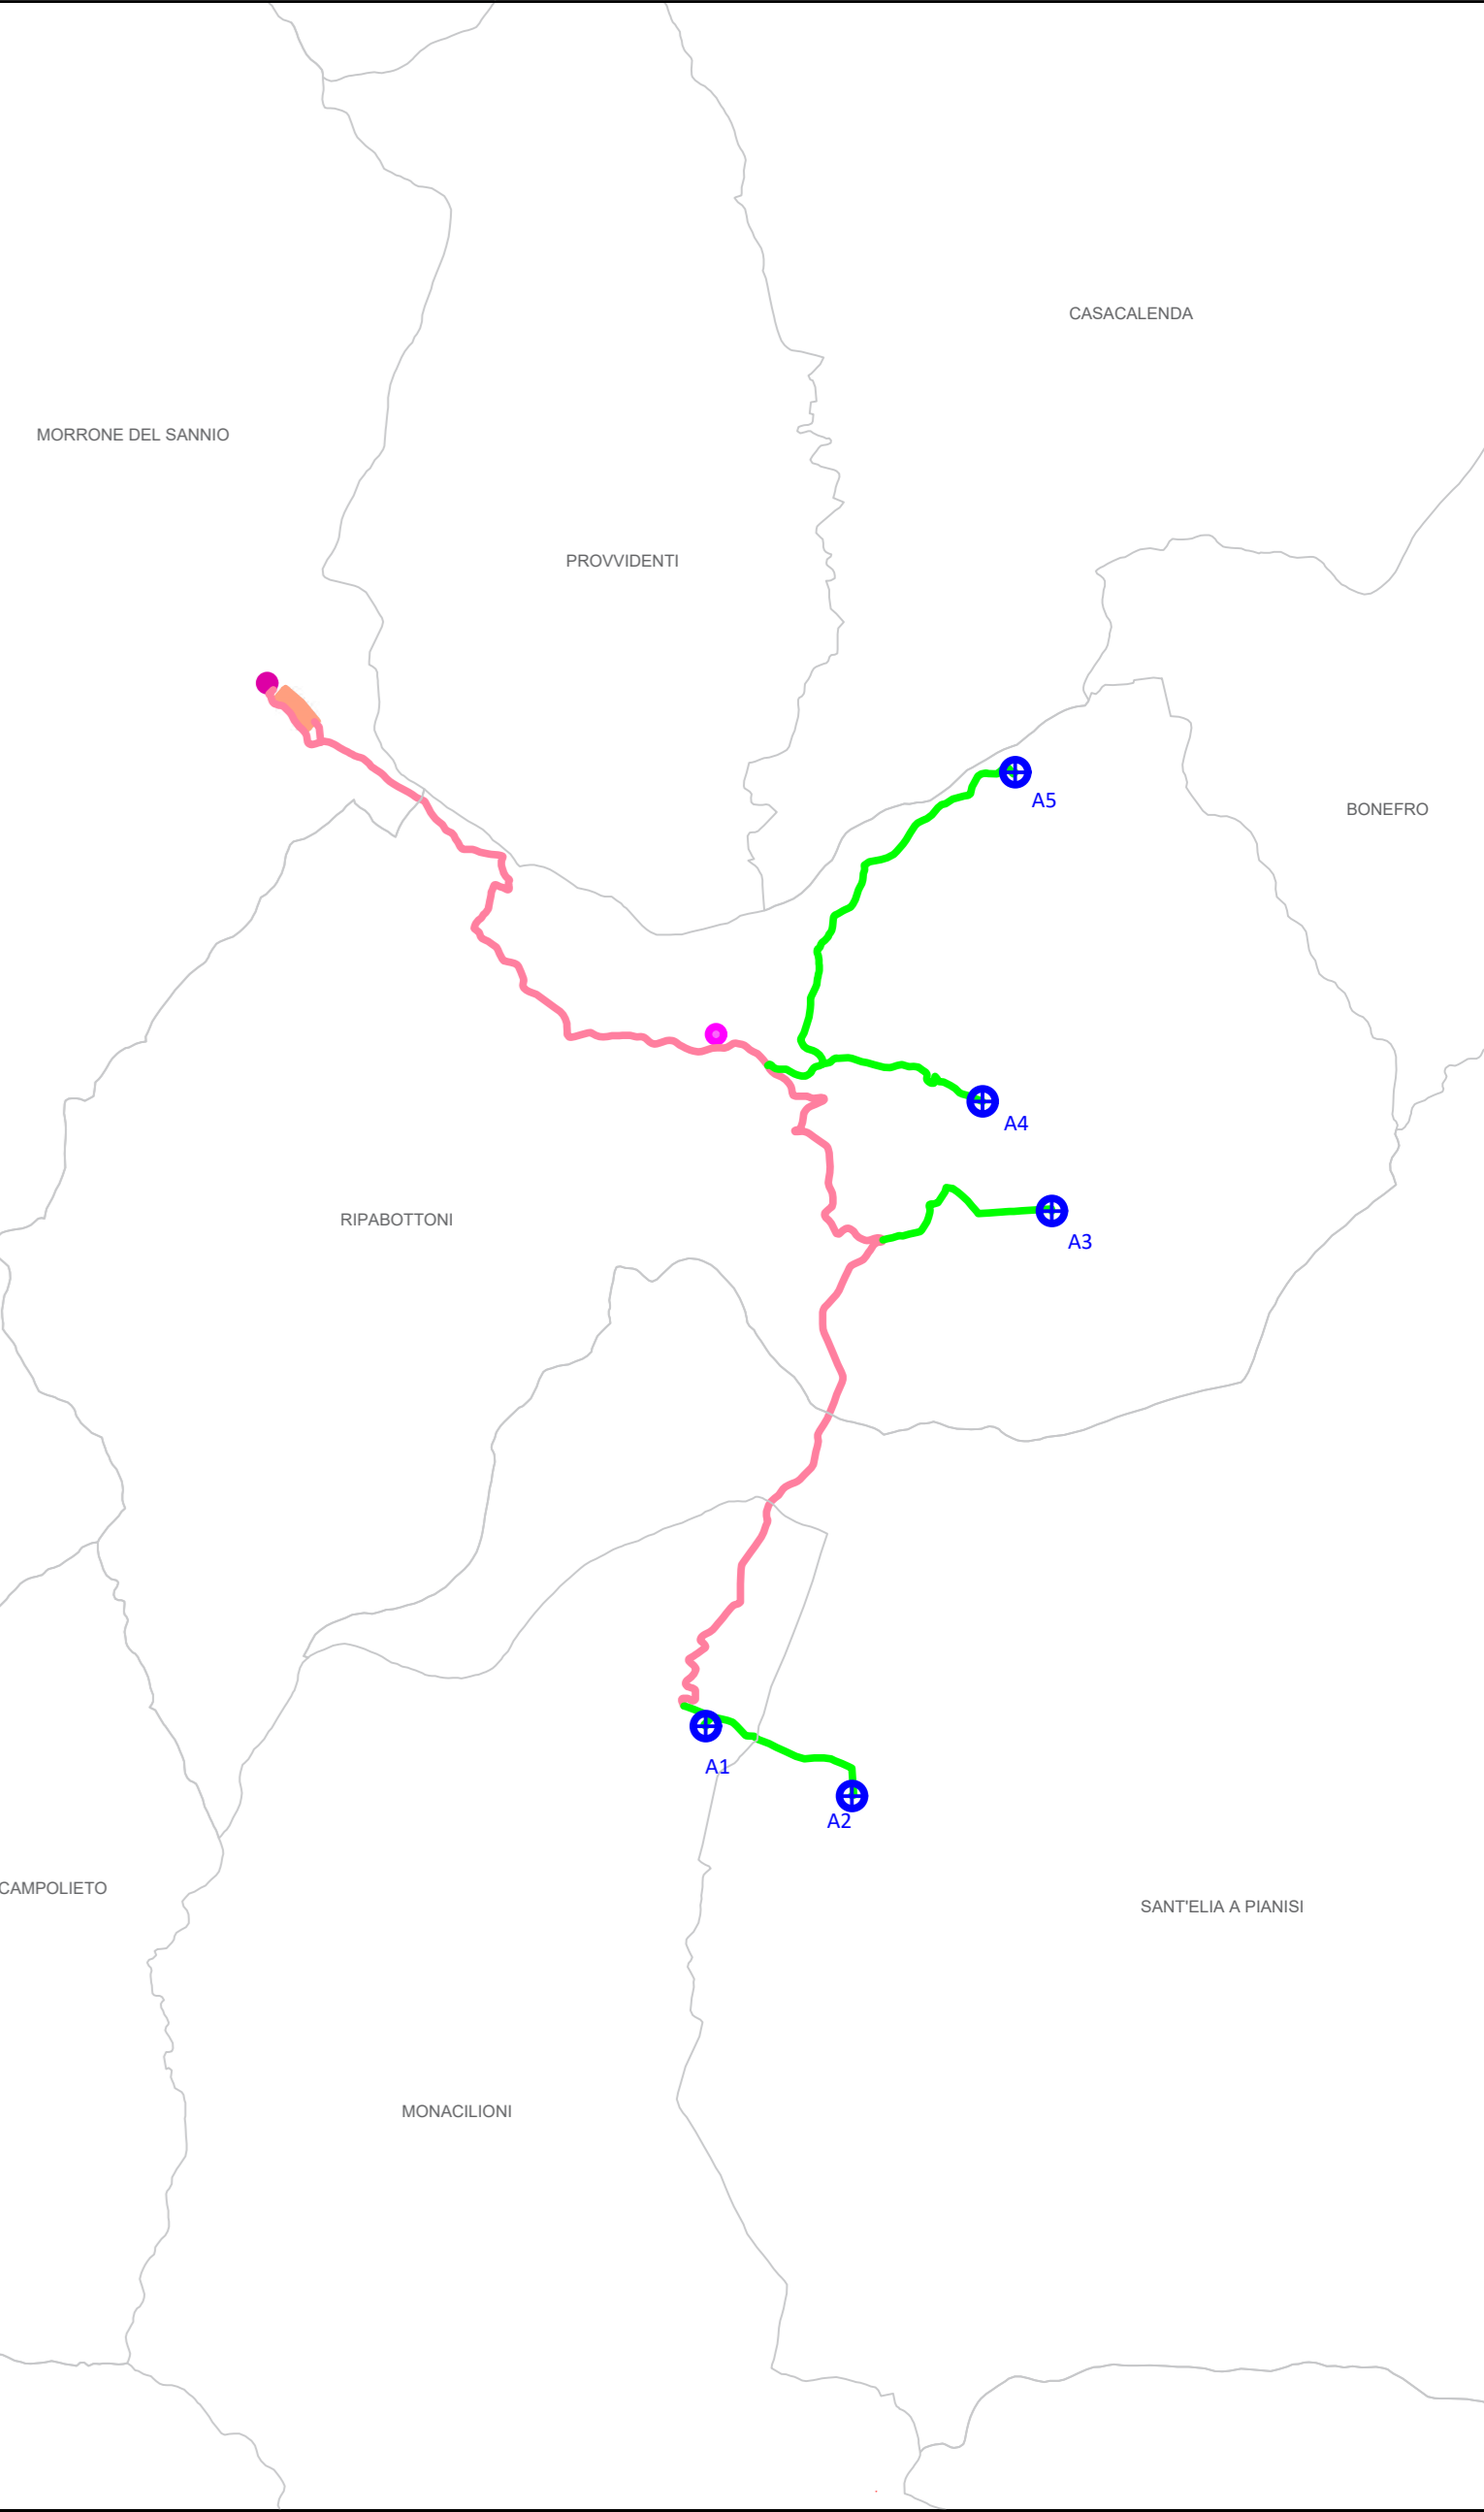 CASACALENDA
MORRONE DEL SANNIO
PROVVIDENTI
A5
BONEFRO
A4
RIPABOTTONI
A3
A1
A2
CAMPOLIETO
SANT'ELIA A PIANISI
MONACILIONI